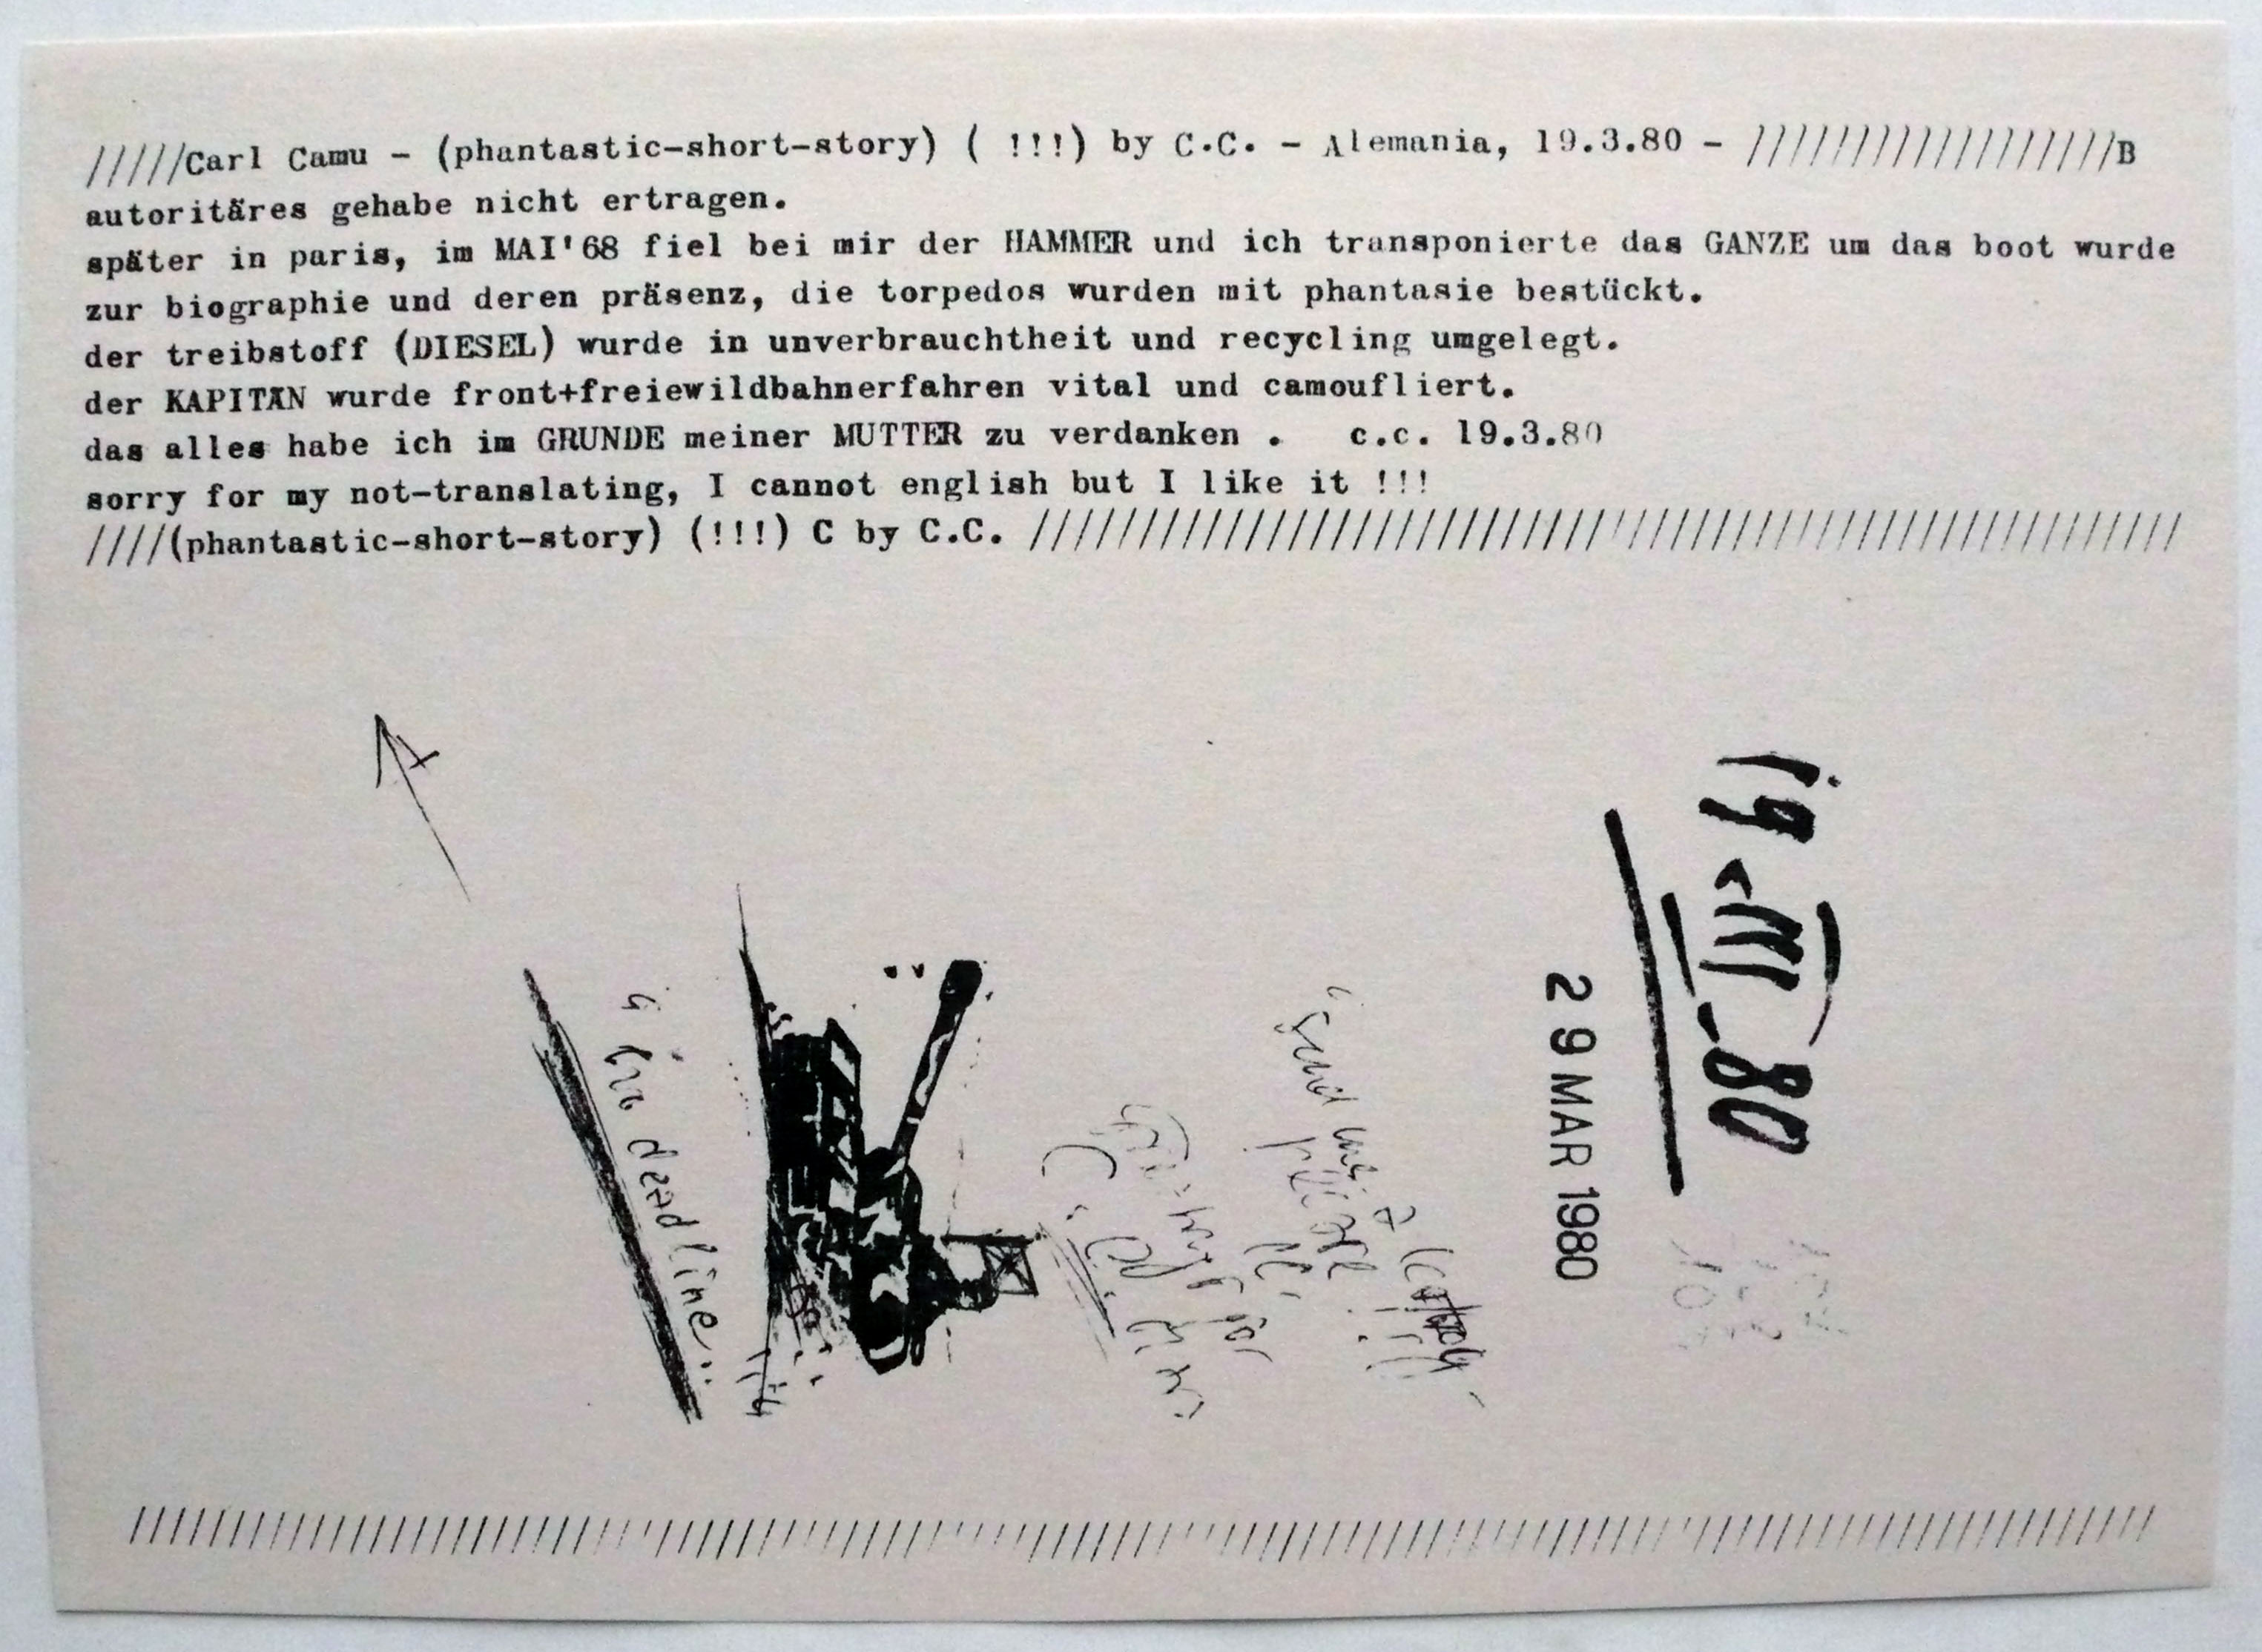 /////Carl Camu - (phantastic-short-story) ( !!!) by C.C. - Alemania, 19.3.80 - //////////////////B
autoritäres gehabe nicht ertragen.
später in paris, im MAI'68 fiel bei mir der HAMMER und ich transponierte das GANZE um das boot wurde
zur biographie und deren präsenz, die torpedos wurden mit phantasie bestückt.
der treibstoff (DIESEL) wurde in unverbrauchtheit und recycling umgelegt.
der KAPITÄN wurde front+freiewildbahnerfahren vital und camoufliert.
das alles habe ich im GRUNDE meiner MUTTER zu verdanken .   c.c. 19.3.80
sorry for my not-translating, I cannot english but I like it !!!
////(phantastic-short-story) (!!!) C by C.C. ////////////////////////////////////////////////////////
19-III-80
29 MAR 1980
send me a
deadline..
//////////////////////////////////////////////////////////////////////////////////////////